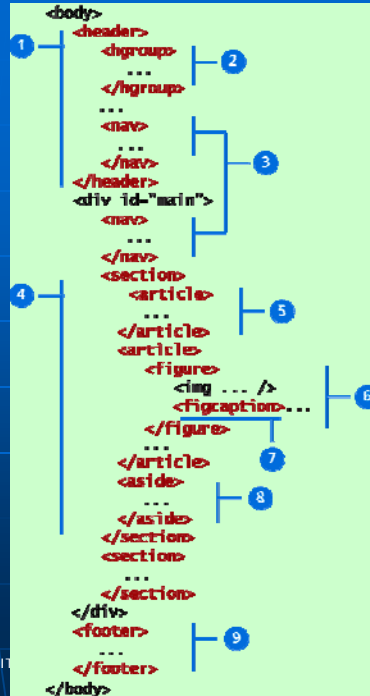 <body>
<header>
1
<hgroup>
2
...
</hgroup>
...
<nav>
...
3
</nav>
</header>
<div id="main">
<nav>
...
</nav>
<section>
4
<article>
...
5
</article>
<article>
<figure>
<img ... />
6
<figcaption>...
</figure>
7
...
</article>
<aside>
...
8
</aside>
</section>
<section>
...
</section>
</div>
<footer>
9
...
IT
</footer>
</body>